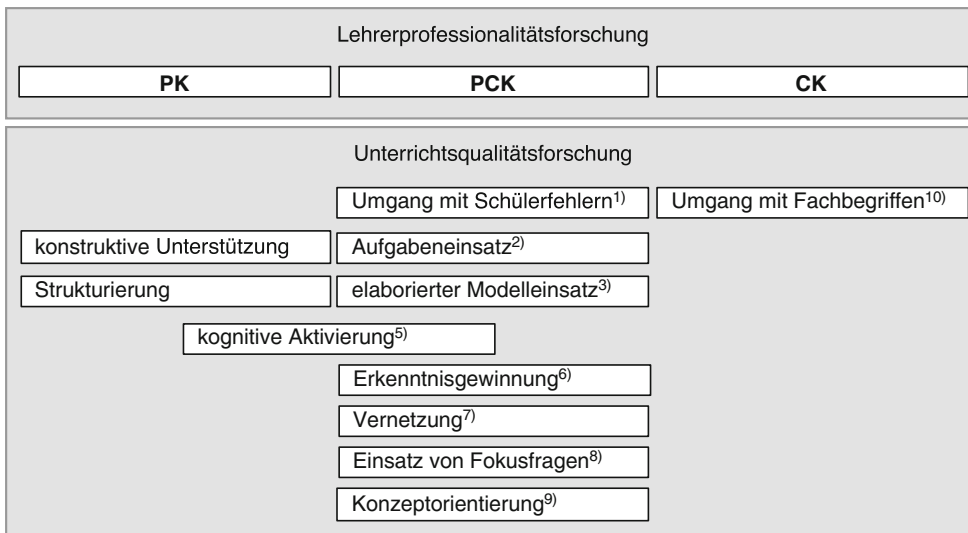 Lehrerprofessionalitätsforschung
PK PCK CK
Unterrichtsqualitätsforschung
Umgang mit Schülerfehlern1) Umgang mit Fachbegriffen10)
konstruktive Unterstützung Aufgabeneinsatz2)
Strukturierung elaborierter Modelleinsatz3)
kognitive Aktivierung5)
Erkenntnisgewinnung6)
Vernetzung7)
Einsatz von Fokusfragen8)
Konzeptorientierung9)